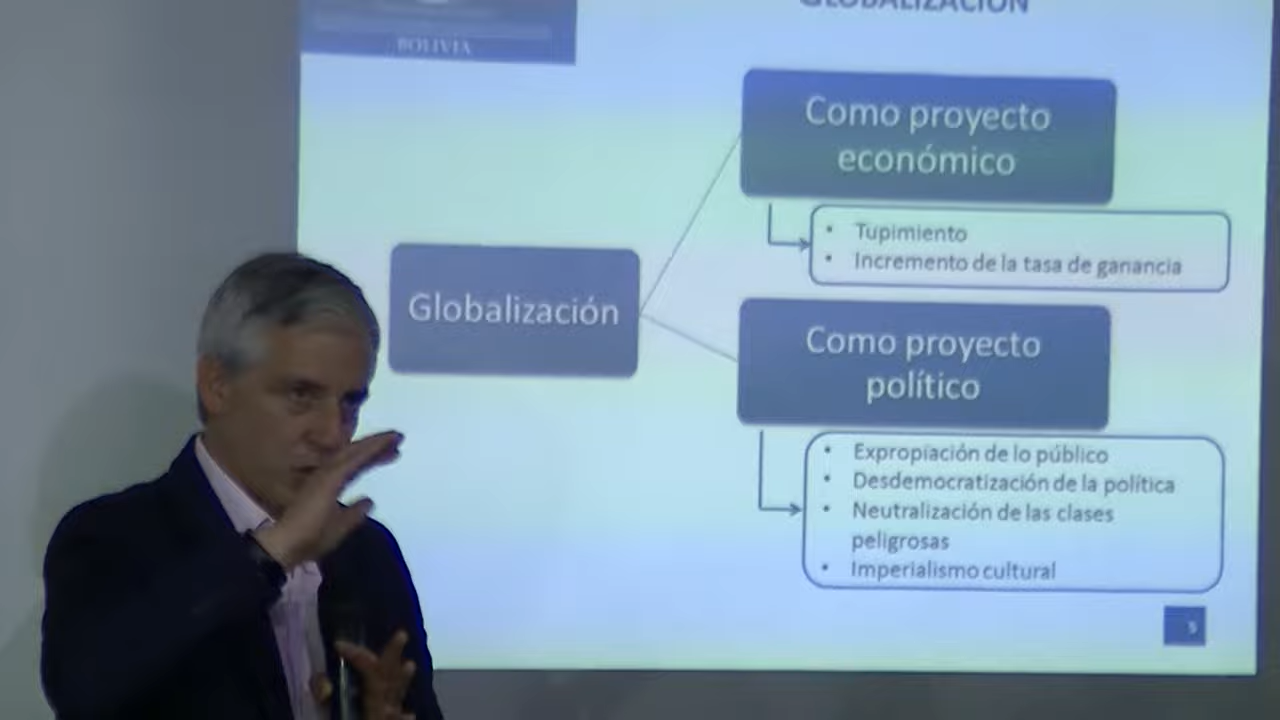 BOLIVIA
GLOBALIZACIÓN
Como proyecto
económico
Tupimiento
Incremento de la tasa de ganancia
Globalización
Como proyecto
político
Expropiación de lo público
Desdemocratización de la política
Neutralización de las clases
peligrosas
Imperialismo cultural
5